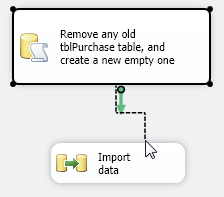 Remove any old
tblPurchase table, and
create a new empty one
Import
data